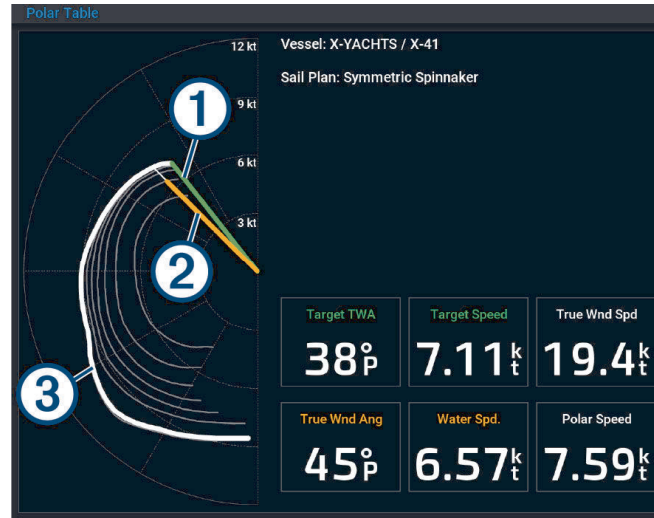 Polar Table
12 kt
9 kt
6 kt
3 kt
1
2
3
Vessel: X-YACHTS / X-41
Sail Plan: Symmetric Spinnaker
Target TWA
38°P
Target Speed
7.11kt
True Wnd Spd
19.4kt
True Wnd Ang
45°P
Water Spd.
6.57kt
Polar Speed
7.59kt